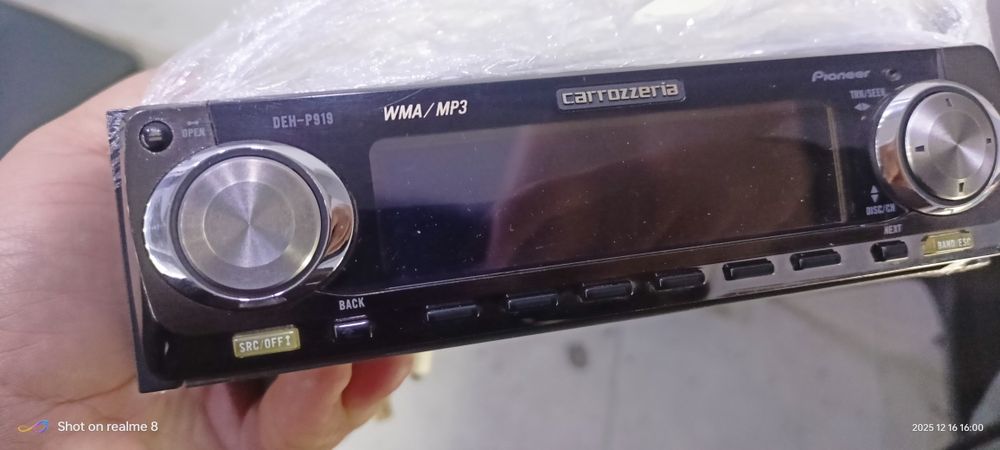 OPEN
DEH-P919
WMA/MP3
carrozzeria
Pioneer
TRK/SEEK
DISC/CH
NEXT
BAND ESC
BACK
SRC/OFF
Shot on realme 8
2025 12 16 16:00